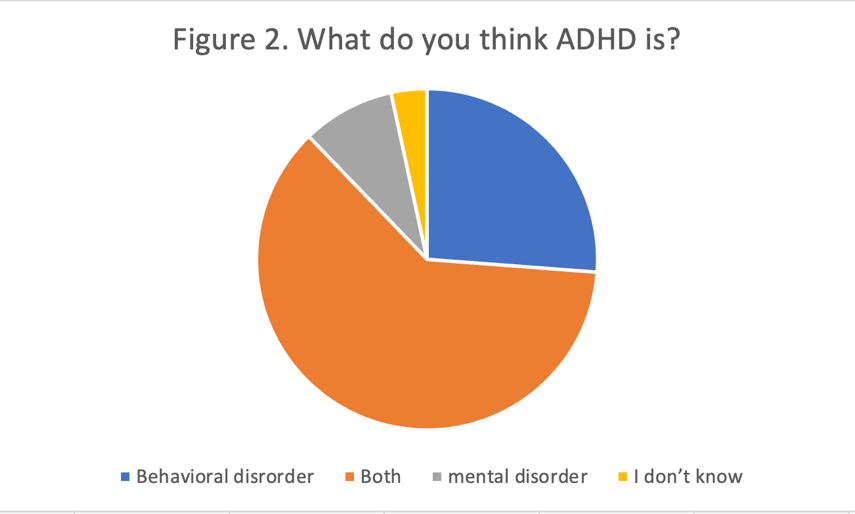 Figure 2. What do you think ADHD is?
Behavioral disrorder Both mental disorder I don’t know